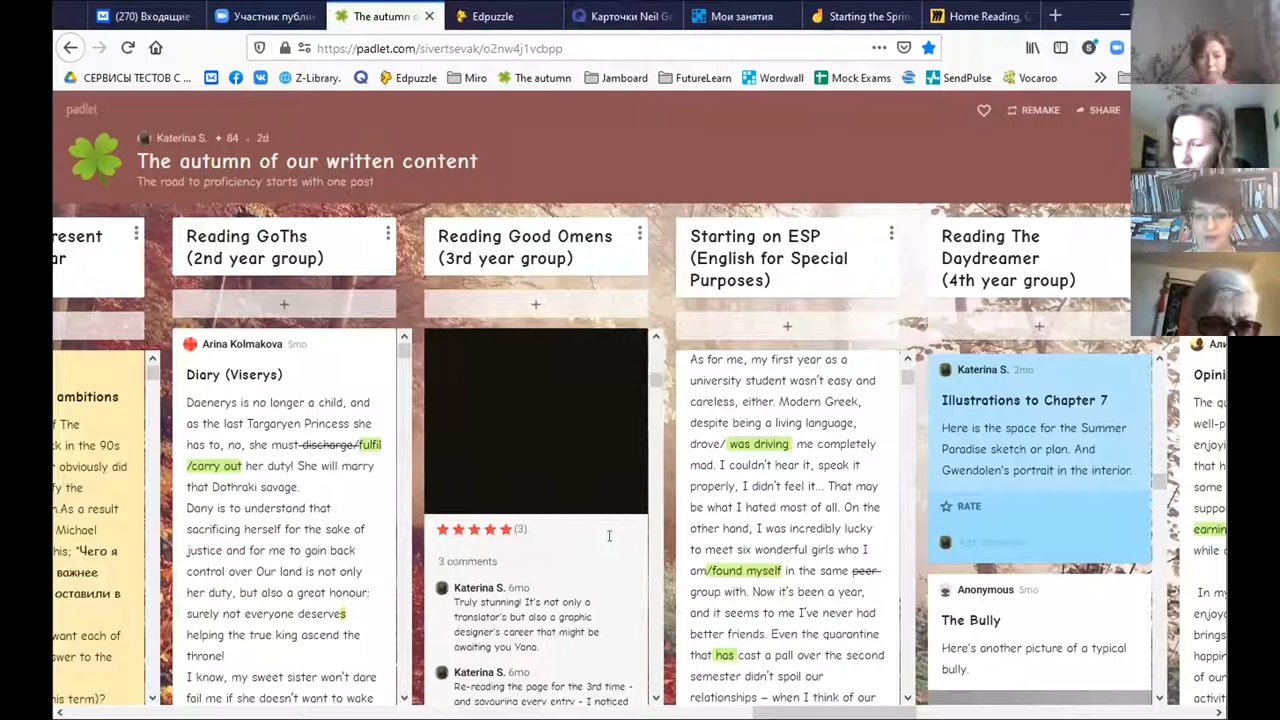 (270) Входящие
Участник публи
The autumn o
Edpuzzle
Карточки Neil Ga
Мои занятия
Starting the Sprin
Home Reading, G
https://padlet.com/sivertsevak/o2nw4j1vcbpp
СЕРВИСЫ ТЕСТОВ С ...
Z-Library.
Edpuzzle
Miro
The autumn
Jamboard
FutureLearn
Wordwall
Mock Exams
SendPulse
Vocaroo
padlet
REMAKE
SHARE
Katerina S. + 84 · 2d
The autumn of our written content
The road to proficiency starts with one post
resent
ar
ambitions
f The
ck in the 90s
obviously did
fy the
n.As a result
Michael
his; "Чего я
важнее
оставили в
want each of
swer to the
his term)?
Reading GoThs
(2nd year group)
Arina Kolmakova 5mo
Diary (Viserys)
Daenerys is no longer a child, and
as the last Targaryen Princess she
has to, no, she must discharge/fulfil
/carry out her duty! She will marry
that Dothraki savage.
Dany is to understand that
sacrificing herself for the sake of
justice and for me to gain back
control over Our land is not only
her duty, but also a great honour:
surely not everyone deserves
helping the true king ascend the
throne!
I know, my sweet sister won't dare
fail me if she doesn't want to wake
Reading Good Omens
(3rd year group)
(3)
3 comments
Katerina S. 6mo
Truly stunning! It's not only a
translator's but also a graphic
designer's career that might be
awaiting you Yana.
Katerina S. 6mo
Re-reading the page for the 3rd time -
and savouring every entry - I noticed
Starting on ESP
(English for Special
Purposes)
As for me, my first year as a
university student wasn't easy and
careless, either. Modern Greek,
despite being a living language,
drove/ was driving me completely
mad. I couldn't hear it, speak it
properly, I didn't feel it... That may
be what I hated most of all. On the
other hand, I was incredibly lucky
to meet six wonderful girls who I
am/found myself in the same peer
group with. Now it's been a year,
and it seems to me I've never had
better friends. Even the quarantine
that has cast a pall over the second
semester didn't spoil our
relationships – when I think of our
Reading The
Daydreamer
(4th year group)
Katerina S. 2mo
Illustrations to Chapter 7
Here is the space for the Summer
Paradise sketch or plan. And
Gwendolen's portrait in the interior.
RATE
Add comment
Anonymous 5mo
The Bully
Here's another picture of a typical
bully.
Али
Opini
The qu
well-p
enjoyi
that h
same
suppo
earnin
while
In my
enjoye
brings
happin
of our
activit